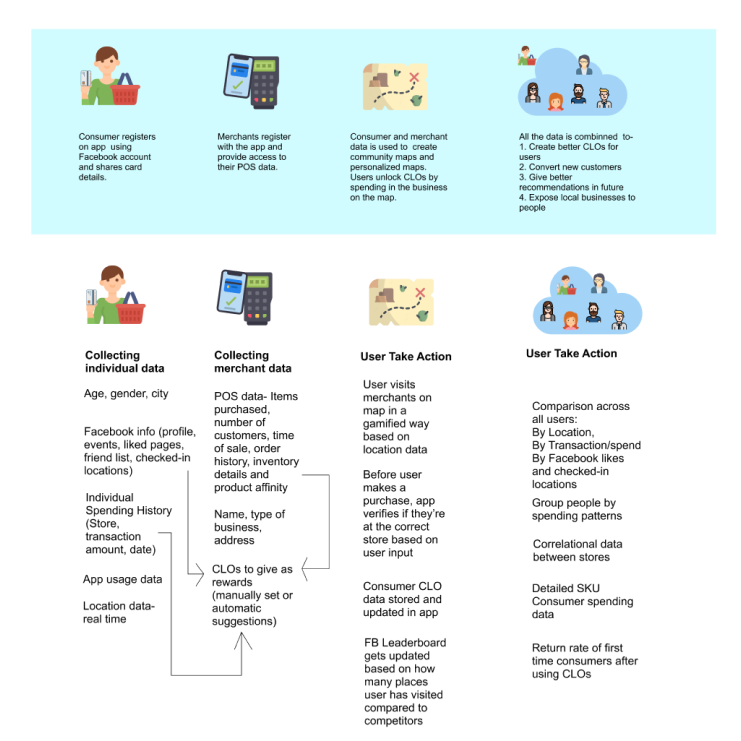 Consumer registers
on app using
Facebook account
and shares card
details.
Merchants register
with the app and
provide access to
their POS data.
Consumer and merchant
data is used to create
community maps and
personalized maps.
Users unlock CLOs by
spending in the business
on the map.
All the data is combinned to-
1. Create better CLOs for
users
2. Convert new customers
3. Give better
recommendations in future
4. Expose local businesses to
people
Collecting
individual data
Age, gender, city
Facebook info (profile,
events, liked pages,
friend list, checked-in
locations)
Individual
Spending History
(Store,
transaction
amount, date)
App usage data
Location data-
real time
Collecting
merchant data
POS data- Items
purchased,
number of
customers, time
of sale, order
history, inventory
details and
product affinity
Name, type of
business,
address
CLOs to give as
rewards
(manually set or
automatic
suggestions)
User Take Action
User visits
merchants on
map in a
gamified way
based on
location data
Before user
makes a
purchase, app
verifies if they're
at the correct
store based on
user input
Consumer CLO
data stored and
updated in app
FB Leaderboard
gets updated
based on how
many places
user has visited
compared to
competitors
User Take Action
Comparison across
all users:
By Location,
By Transaction/spend
By Facebook likes
and checked-in
locations
Group people by
spending patterns
Correlational data
between stores
Detailed SKU
Consumer spending
data
Return rate of first
time consumers after
using CLOs